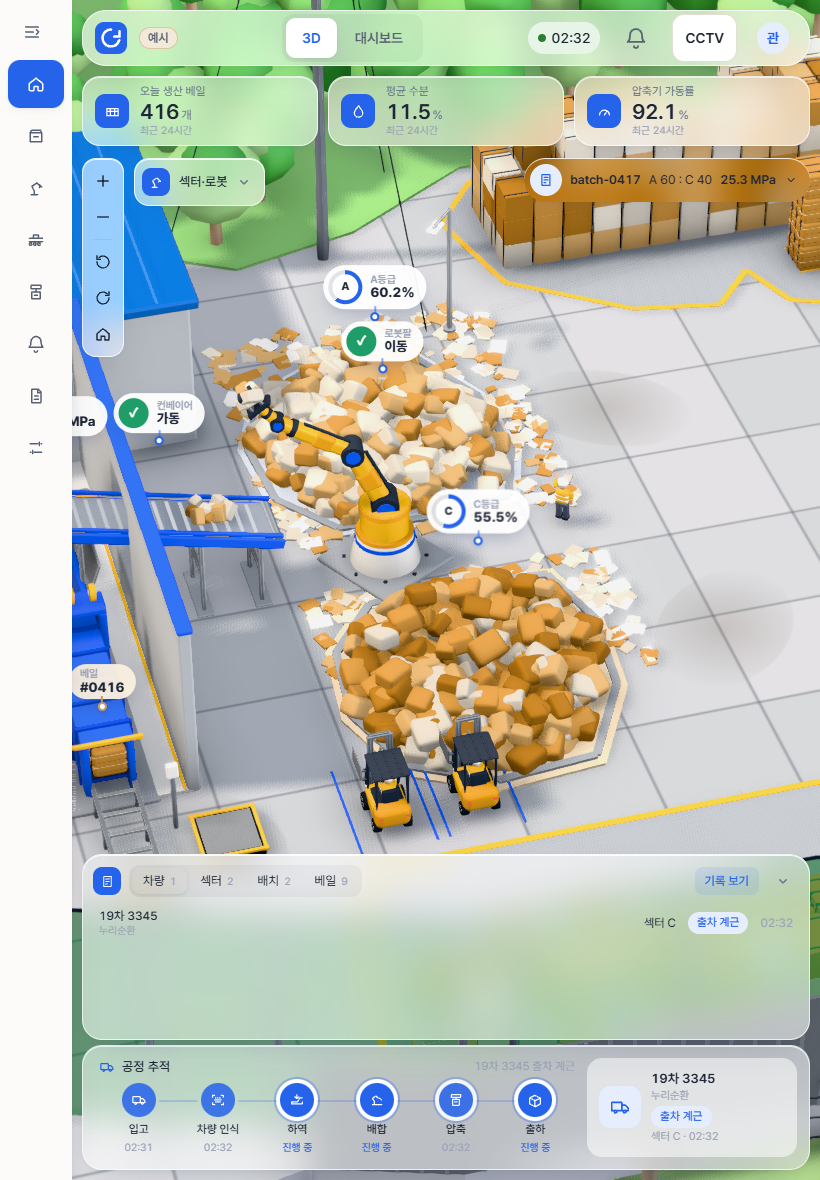 예시
3D
대시보드
02:32
CCTV
관
오늘 생산 베일
416개
최근 24시간
평균 수분
11.5%
최근 24시간
압축기 가동률
92.1%
최근 24시간
섹터·로봇
batch-0417 A 60 : C 40 25.3 MPa
A
A등급
60.2%
로봇팔
이동
MPa
컨베이어
가동
C
C등급
55.5%
베일
#0416
차량 1
섹터 2
배치 2
베일 9
기록 보기
19차 3345
누리순환
섹터 C
출차 계근
02:32
공정 추적
19차 3345 출차 계근
입고
02:31
차량 인식
02:32
하역
진행 중
배합
진행 중
압축
02:32
출하
진행 중
19차 3345
누리순환
출차 계근
섹터 C · 02:32